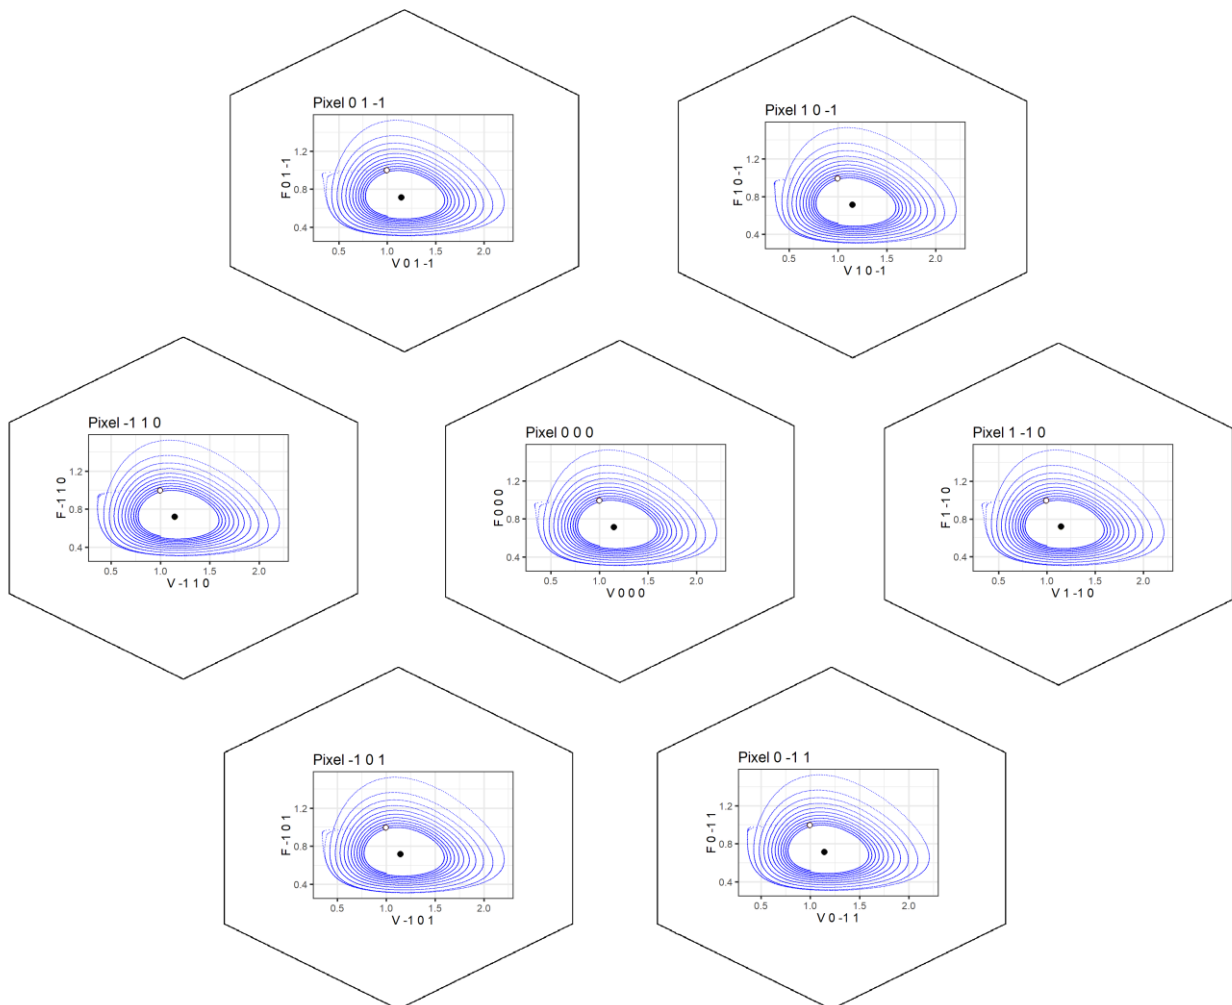 Pixel 0 1 -1
1.2
0.8
0.4
F 0 1 -1
0.5 1.0 1.5 2.0
V 0 1 -1
Pixel 1 0 -1
1.2
0.8
0.4
F 1 0 -1
0.5 1.0 1.5 2.0
V 1 0 -1
Pixel -1 1 0
1.2
0.8
0.4
F -1 1 0
0.5 1.0 1.5 2.0
V -1 1 0
Pixel 0 0 0
1.2
0.8
0.4
F 0 0 0
0.5 1.0 1.5 2.0
V 0 0 0
Pixel 1 -1 0
1.2
0.8
0.4
F 1 -1 0
0.5 1.0 1.5 2.0
V 1 -1 0
Pixel -1 0 1
1.2
0.8
0.4
F -1 0 1
0.5 1.0 1.5 2.0
V -1 0 1
Pixel 0 -1 1
1.2
0.8
0.4
F 0 -1 1
0.5 1.0 1.5 2.0
V 0 -1 1